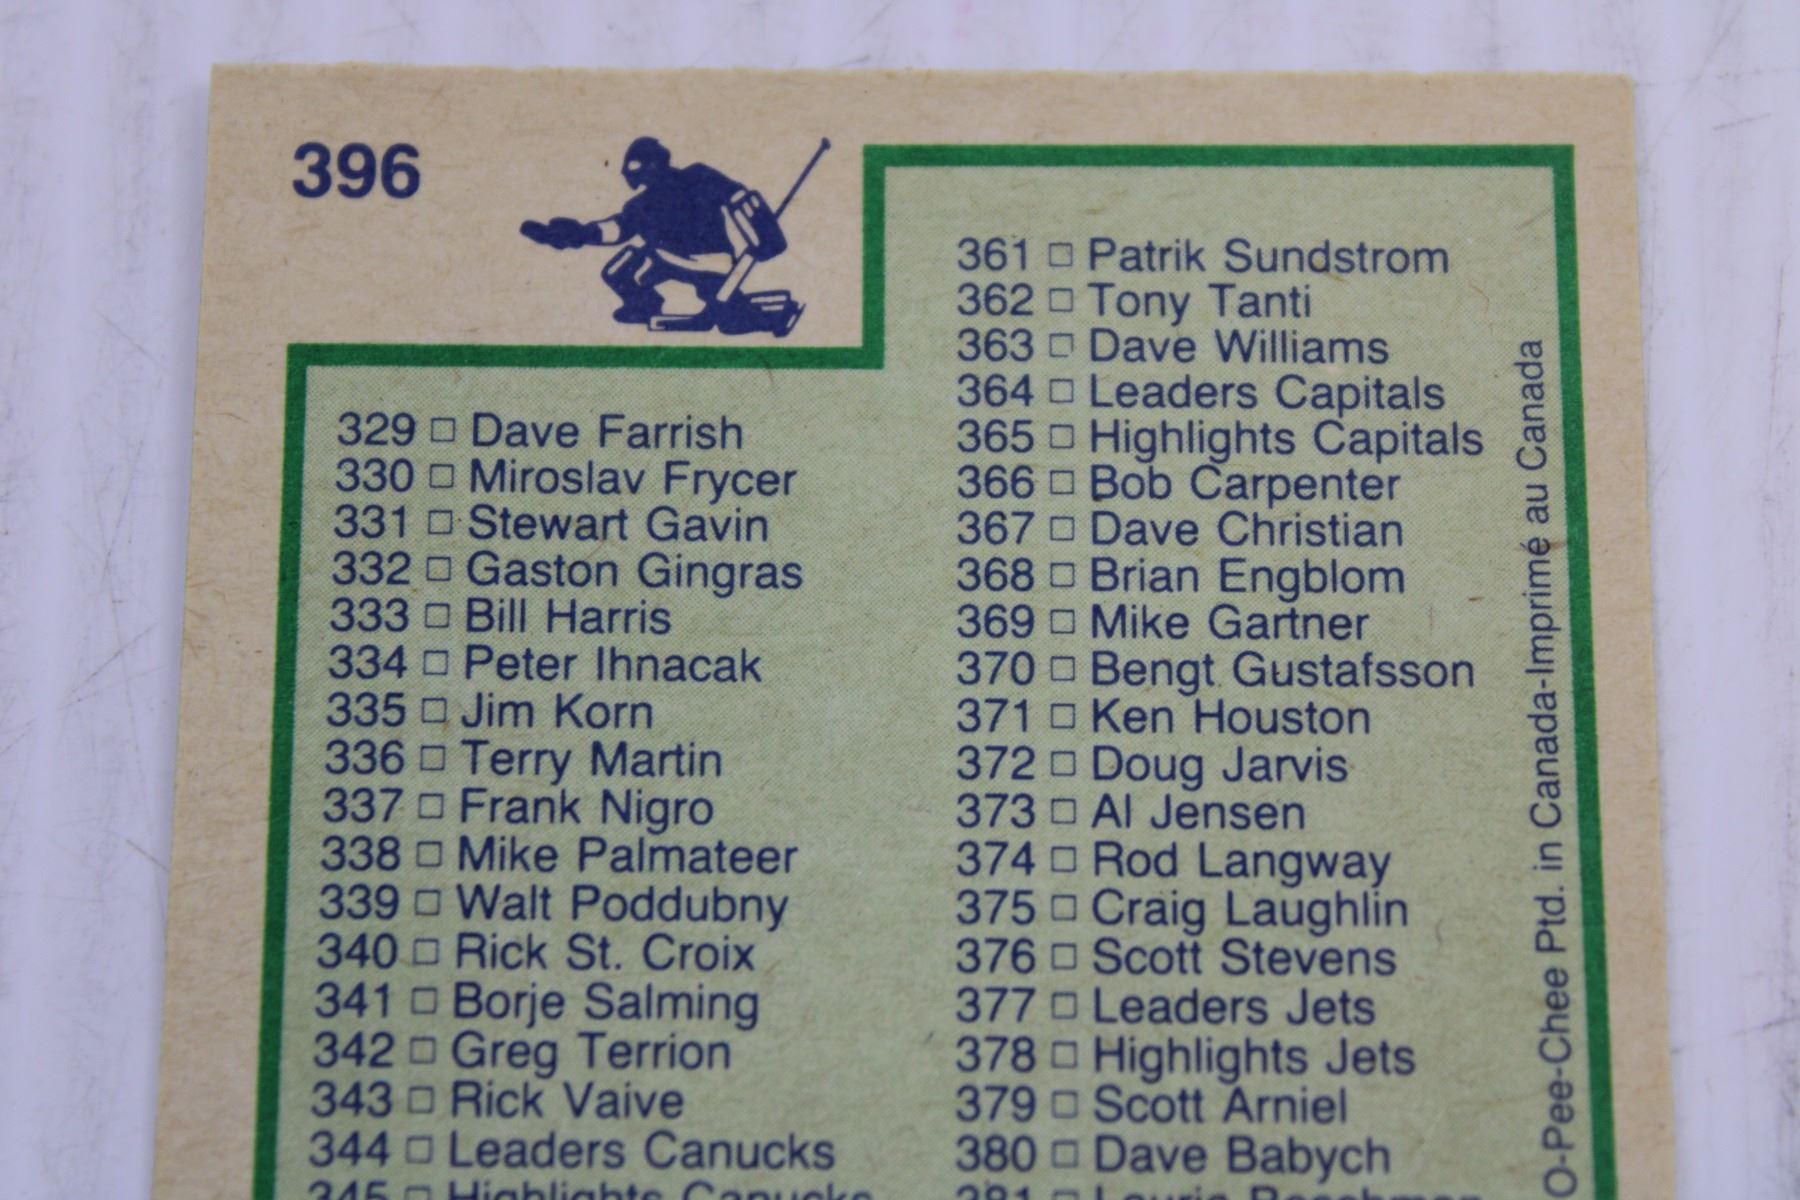 396
329 □ Dave Farrish
330 □ Miroslav Frycer
331 □ Stewart Gavin
332 □ Gaston Gingras
333 □ Bill Harris
334 □ Peter Ihnacak
335 □ Jim Korn
336 □ Terry Martin
337 □ Frank Nigro
338 □ Mike Palmateer
339 □ Walt Poddubny
340 □ Rick St. Croix
341 □ Borje Salming
342 □ Greg Terrion
343 □ Rick Vaive
344 □ Leaders Canucks
345 □ Highlights Canucks
361 □ Patrik Sundstrom
362 □ Tony Tanti
363 □ Dave Williams
364 □ Leaders Capitals
365 □ Highlights Capitals
366 □ Bob Carpenter
367 □ Dave Christian
368 □ Brian Engblom
369 □ Mike Gartner
370 □ Bengt Gustafsson
371 □ Ken Houston
372 □ Doug Jarvis
373 □ Al Jensen
374 □ Rod Langway
375 □ Craig Laughlin
376 □ Scott Stevens
377 □ Leaders Jets
378 □ Highlights Jets
379 □ Scott Arniel
380 □ Dave Babych
381 □ Laurie Boschman
O-Pee-Chee Ptd. in Canada-Imprimé au Canada